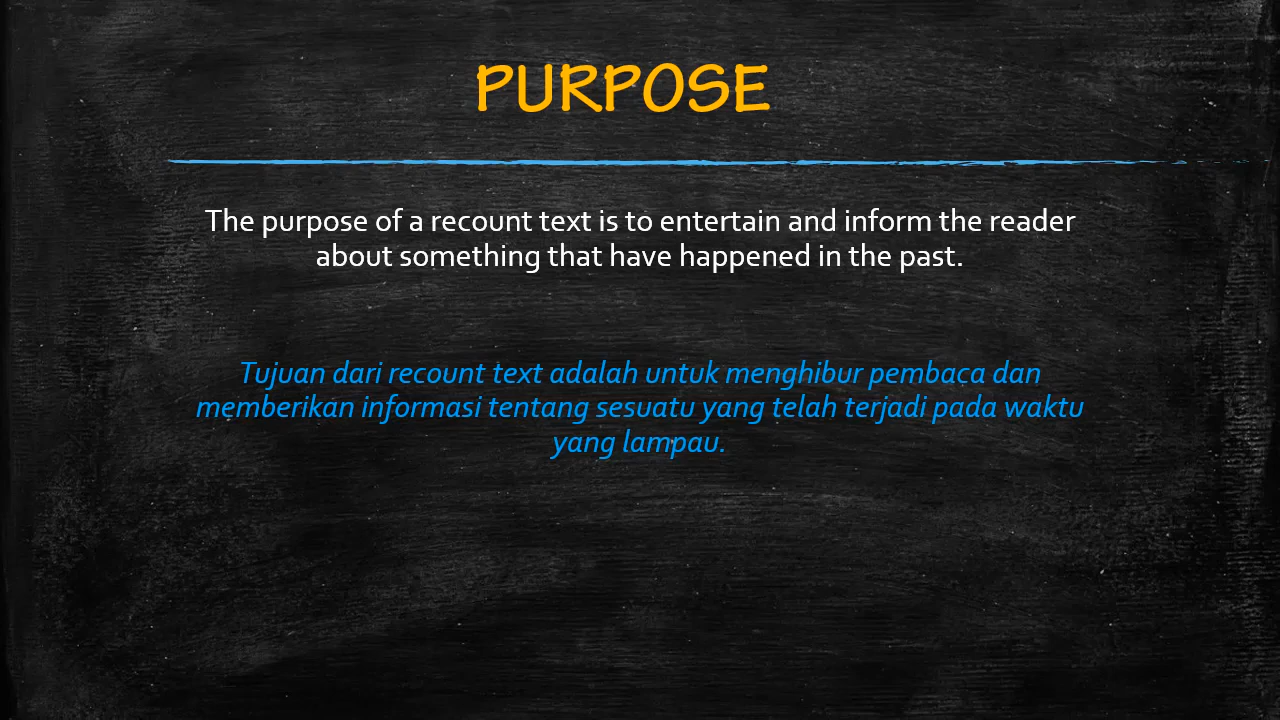 PURPOSE
The purpose of a recount text is to entertain and inform the reader
about something that have happened in the past.
Tujuan dari recount text adalah untuk menghibur pembaca dan
memberikan informasi tentang sesuatu yang telah terjadi pada waktu
yang lampau.